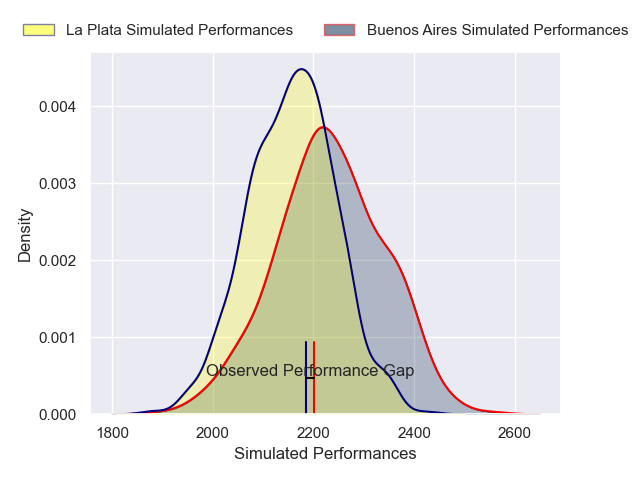 La Plata Simulated Performances
Buenos Aires Simulated Performances
Density
0.004
0.003
0.002
0.001
0.000
Observed Performance Gap
1800
2000
2200
2400
2600
Simulated Performances